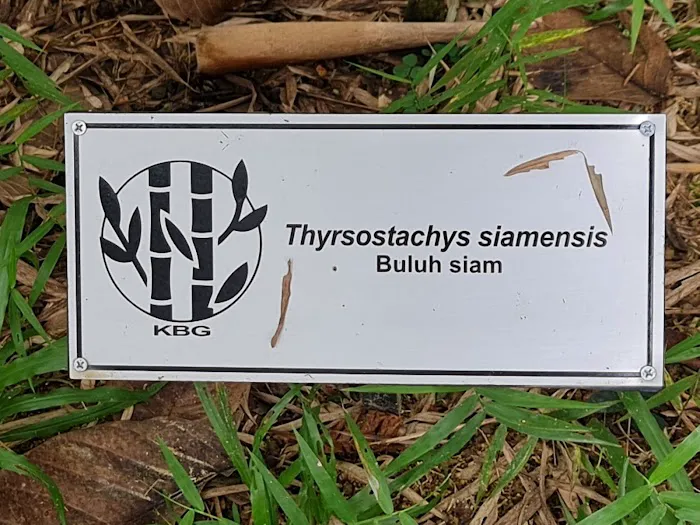 Thyrsostachys siamensis
Buluh siam
KBG